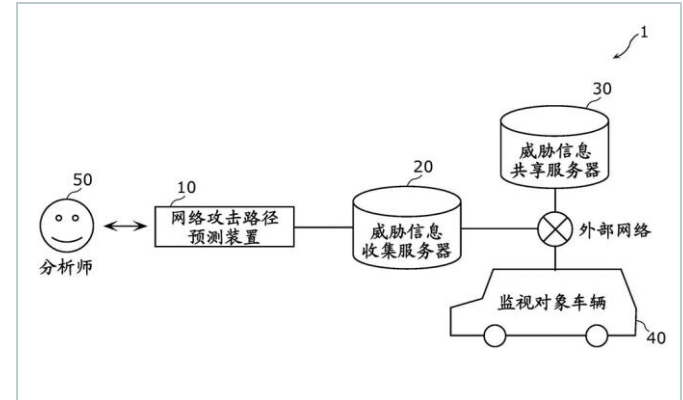 1
30
威胁信息
共享服务器
50
10
20
网络攻击路径
预测装置
威胁信息
收集服务器
外部网络
分析师
监视对象车辆
40